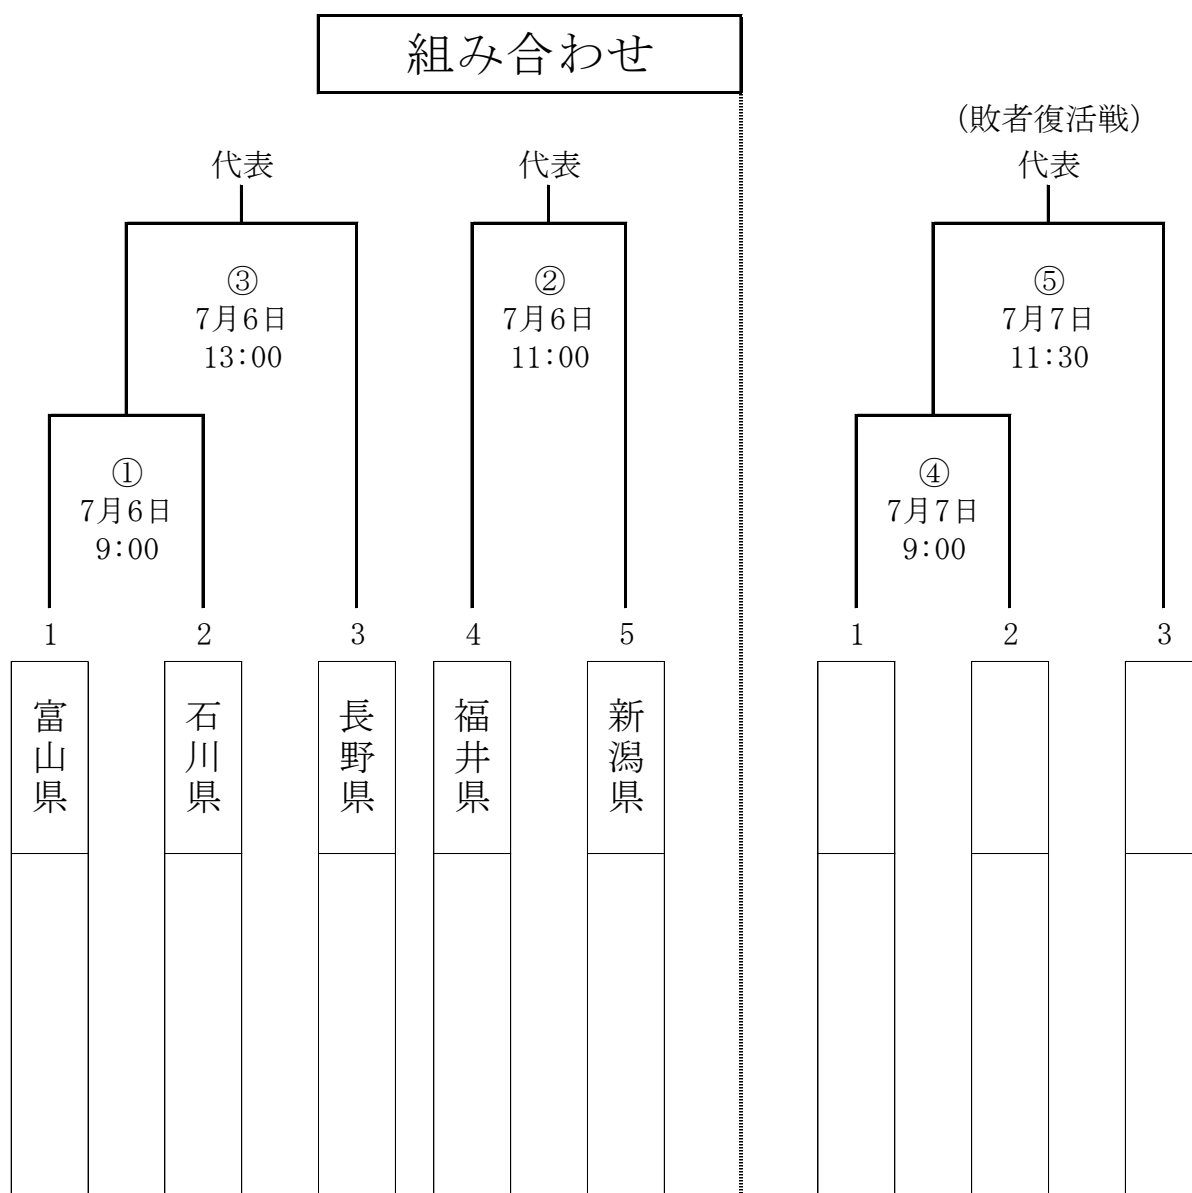 組み合わせ
(敗者復活戦)
代表
代表
代表
③
7月6日
13:00
②
7月6日
11:00
⑤
7月7日
11:30
①
7月6日
9:00
④
7月7日
9:00
1
2
3
4
5
1
2
3
富山県
石川県
長野県
福井県
新潟県